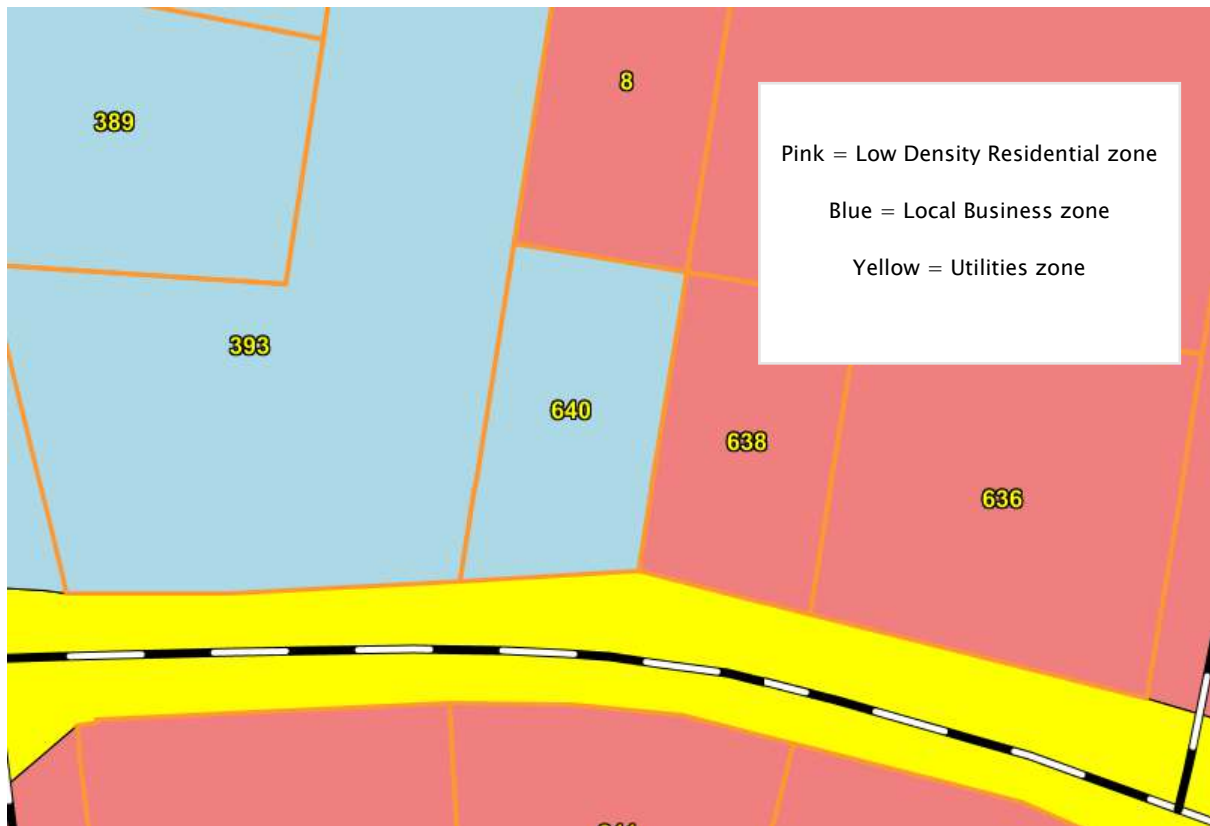 8
389
Pink = Low Density Residential zone
Blue = Local Business zone
Yellow = Utilities zone
393
640
638
636